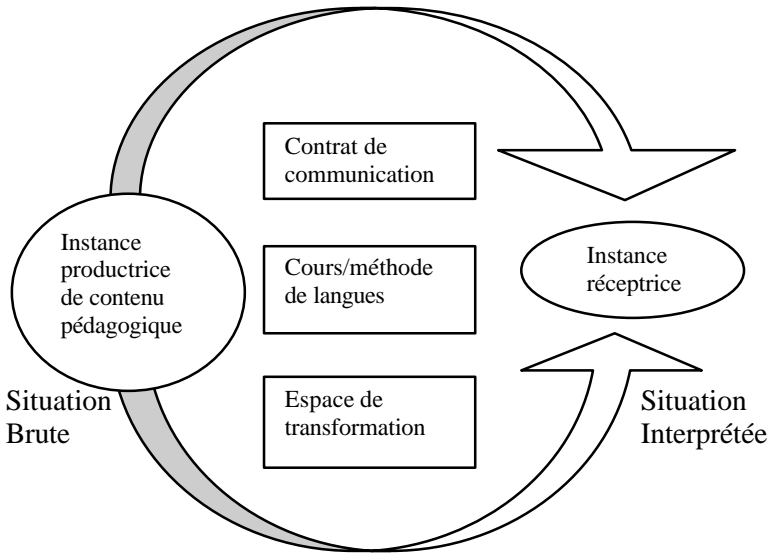 Contrat de
communication
Instance
productrice
de contenu
pédagogique
Cours/méthode
de langues
Instance
réceptrice
Situation
Brute
Espace de
transformation
Situation
Interprétée